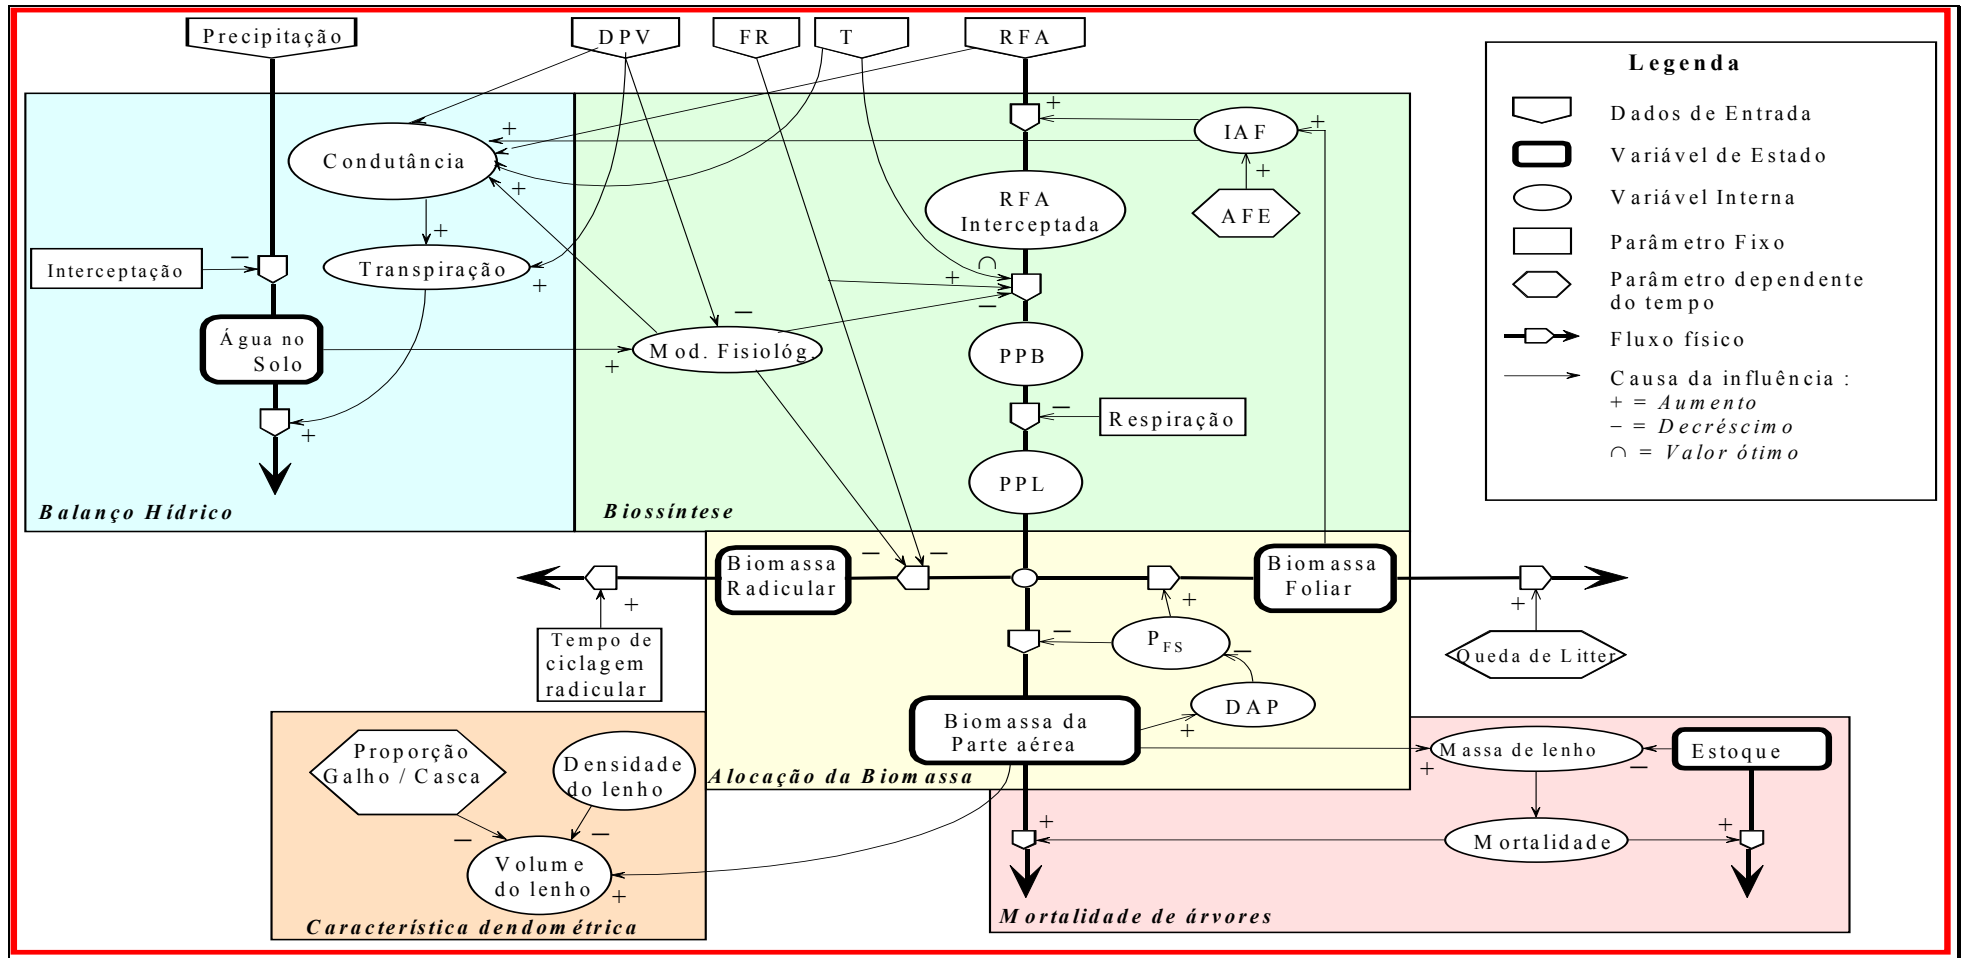 Precipitação
DPV
FR
T
RFA
Legenda
Dados de Entrada
Variável de Estado
Variável Interna
Parâmetro Fixo
Parâmetro dependente
do tempo
Fluxo físico
Causa da influência :
+ = Aumento
− = Decréscimo
∩ = Valor ótimo
Condutância
+
+
+
IAF
+
+
AFE
RFA
Interceptada
Interceptação
−
Transpiração
+
+
∩
+
−
Água no
Solo
+
−
Mod. Fisiológ.
+
PPB
−
Respiração
PPL
Balanço Hídrico
Biossíntese
Biomassa
Radicular
−
−
Biomassa
Foliar
+
+
+
Tempo de
ciclagem
radicular
−
P FS
−
Queda de Litter
DAP
+
Biomassa da
Parte aérea
Alocação da Biomassa
Proporção
Galho / Casca
Densidade
do lenho
−
−
Volume
do lenho
+
Característica dendométrica
Massa de lenho
+
−
Estoque
+
Mortalidade
+
Mortalidade de árvores